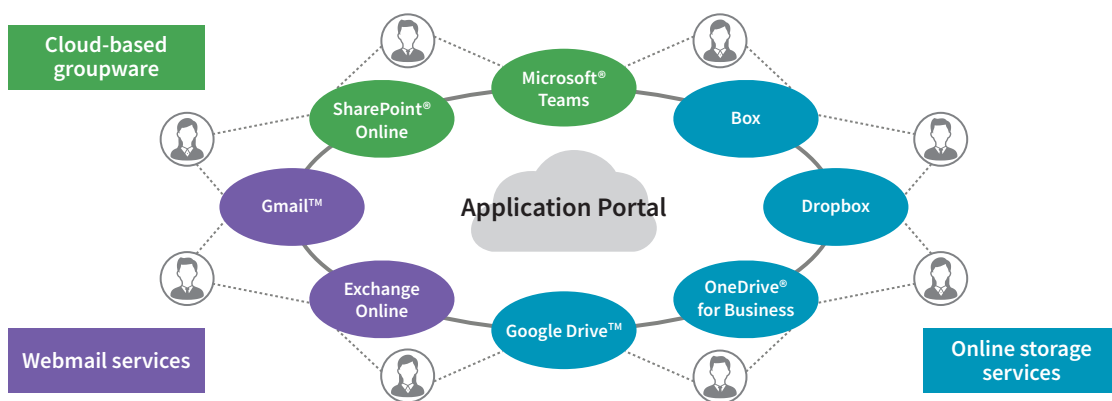 Cloud-based
groupware
Microsoft®
Teams
SharePoint®
Online
Box
Gmail™
Application Portal
Dropbox
Exchange
Online
OneDrive®
for Business
Google Drive™
Webmail services
Online storage
services